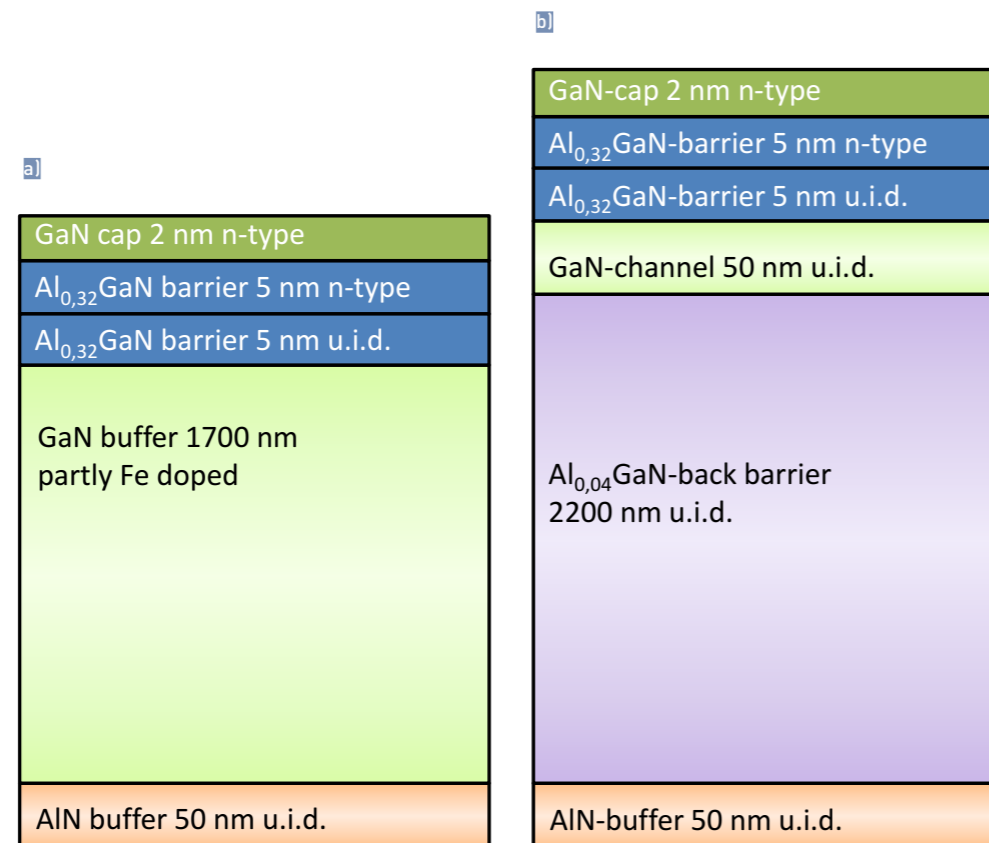 a)
GaN cap 2 nm n-type
Al0,32GaN barrier 5 nm n-type
Al0,32GaN barrier 5 nm u.i.d.
GaN buffer 1700 nm
partly Fe doped
AlN buffer 50 nm u.i.d.
b)
GaN-cap 2 nm n-type
Al0,32GaN-barrier 5 nm n-type
Al0,32GaN-barrier 5 nm u.i.d.
GaN-channel 50 nm u.i.d.
Al0,04GaN-back barrier
2200 nm u.i.d.
AlN-buffer 50 nm u.i.d.